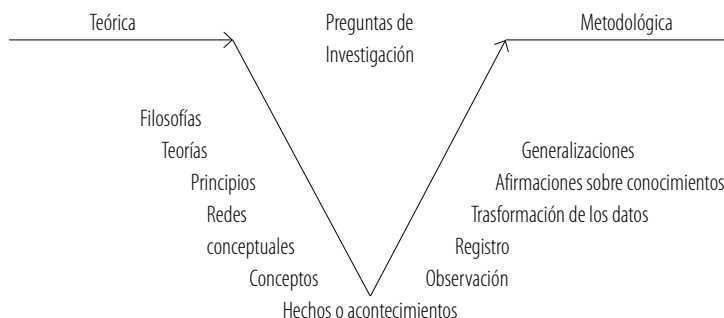 Teórica
Preguntas de
Investigación
Metodológica
Filosofías
Teorías
Principios
Redes
conceptuales
Conceptos
Generalizaciones
Afirmaciones sobre conocimientos
Trasformación de los datos
Registro
Observación
Hechos o acontecimientos